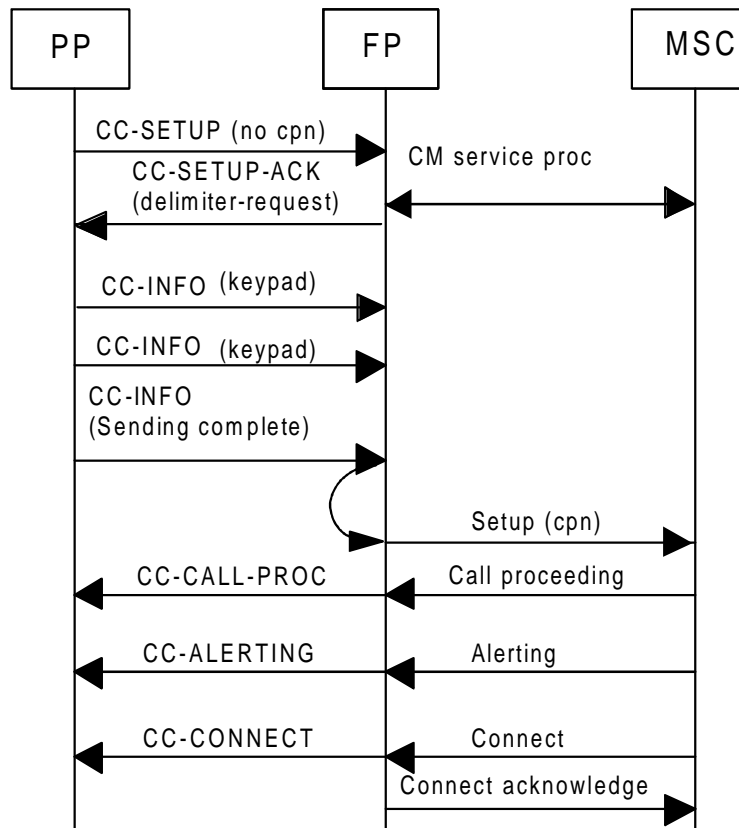 PP
FP
MSC
CC-SETUP (no cpn)
CM service proc
CC-SETUP-ACK
(delimiter-request)
CC-INFO (keypad)
CC-INFO (keypad)
CC-INFO
(Sending complete)
Setup (cpn)
CC-CALL-PROC
Call proceeding
CC-ALERTING
Alerting
CC-CONNECT
Connect
Connect acknowledge